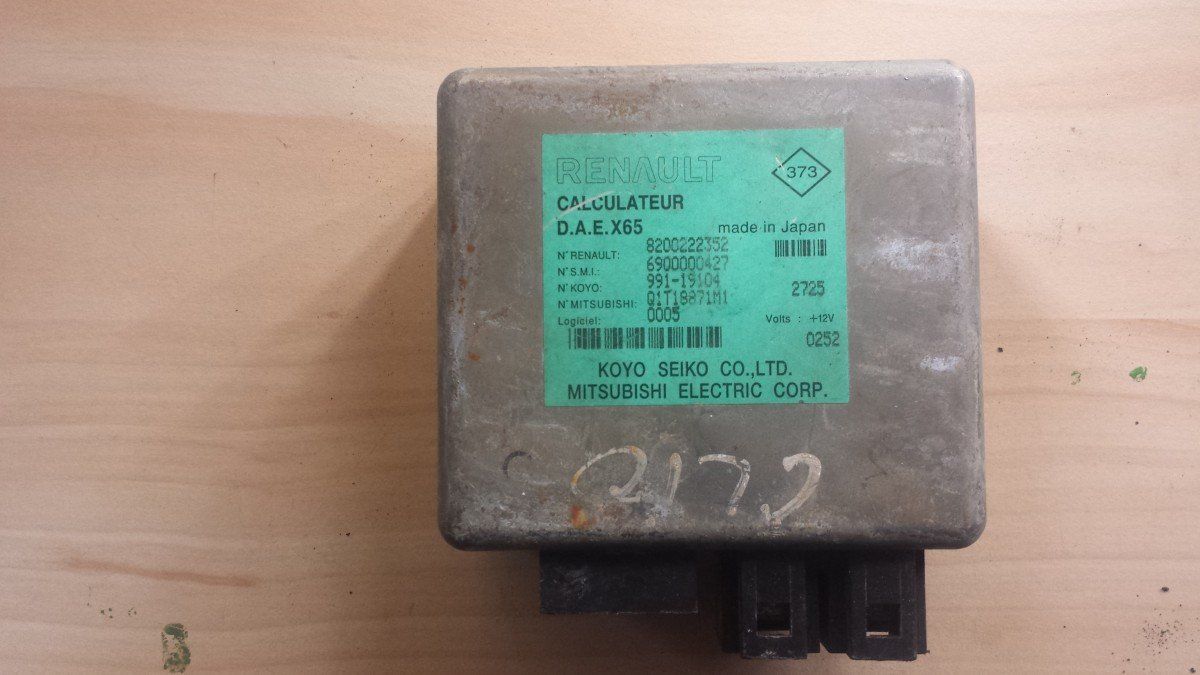 RENAULT
373
CALCULATEUR
D.A.E.X65 made in Japan
N°RENAULT: 8200222352
N°S.M.I.: 6900000427
N°KOYO: 991-19104 2725
N°MITSUBISHI: Q1T18871M1
Logiciel: 0005 Volts : +12V
0252
KOYO SEIKO CO.,LTD.
MITSUBISHI ELECTRIC CORP.